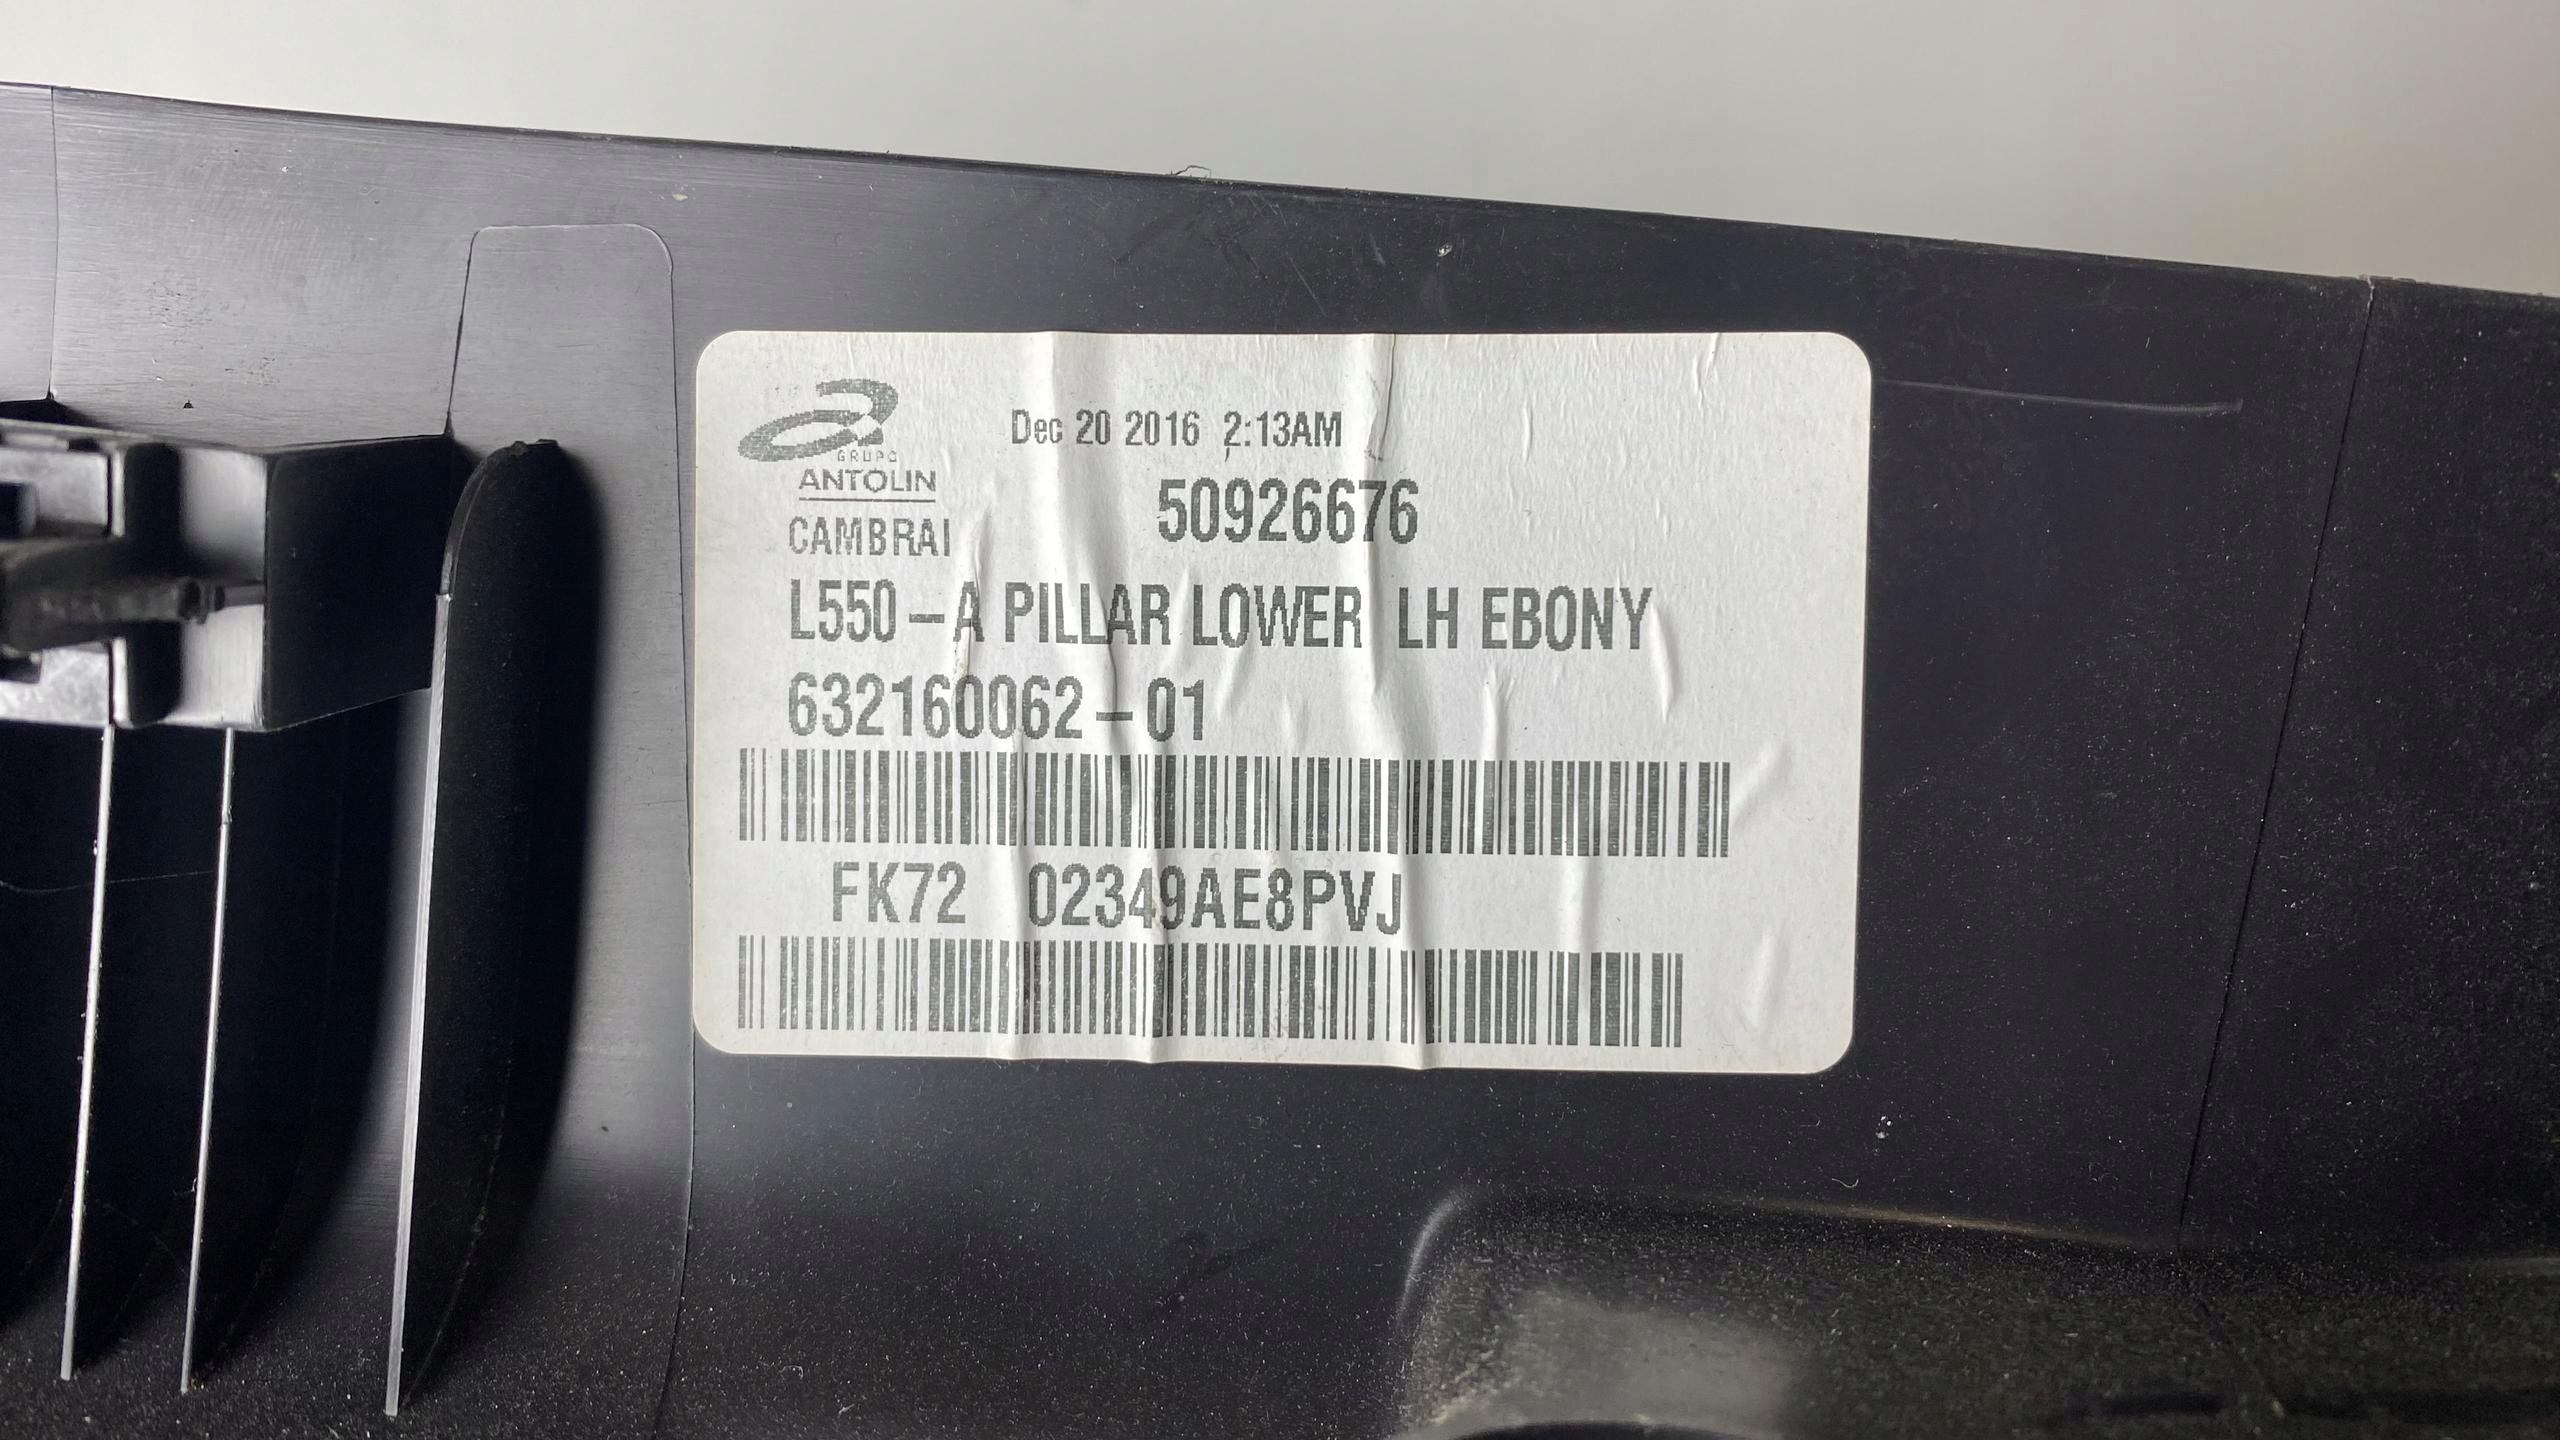 Dec 20 2016 2:13AM
GRUPO
ANTOLIN
50926676
CAMBRAI
L550-A PILLAR LOWER LH EBONY
632160062-01
FK72 02349AE8PVJ